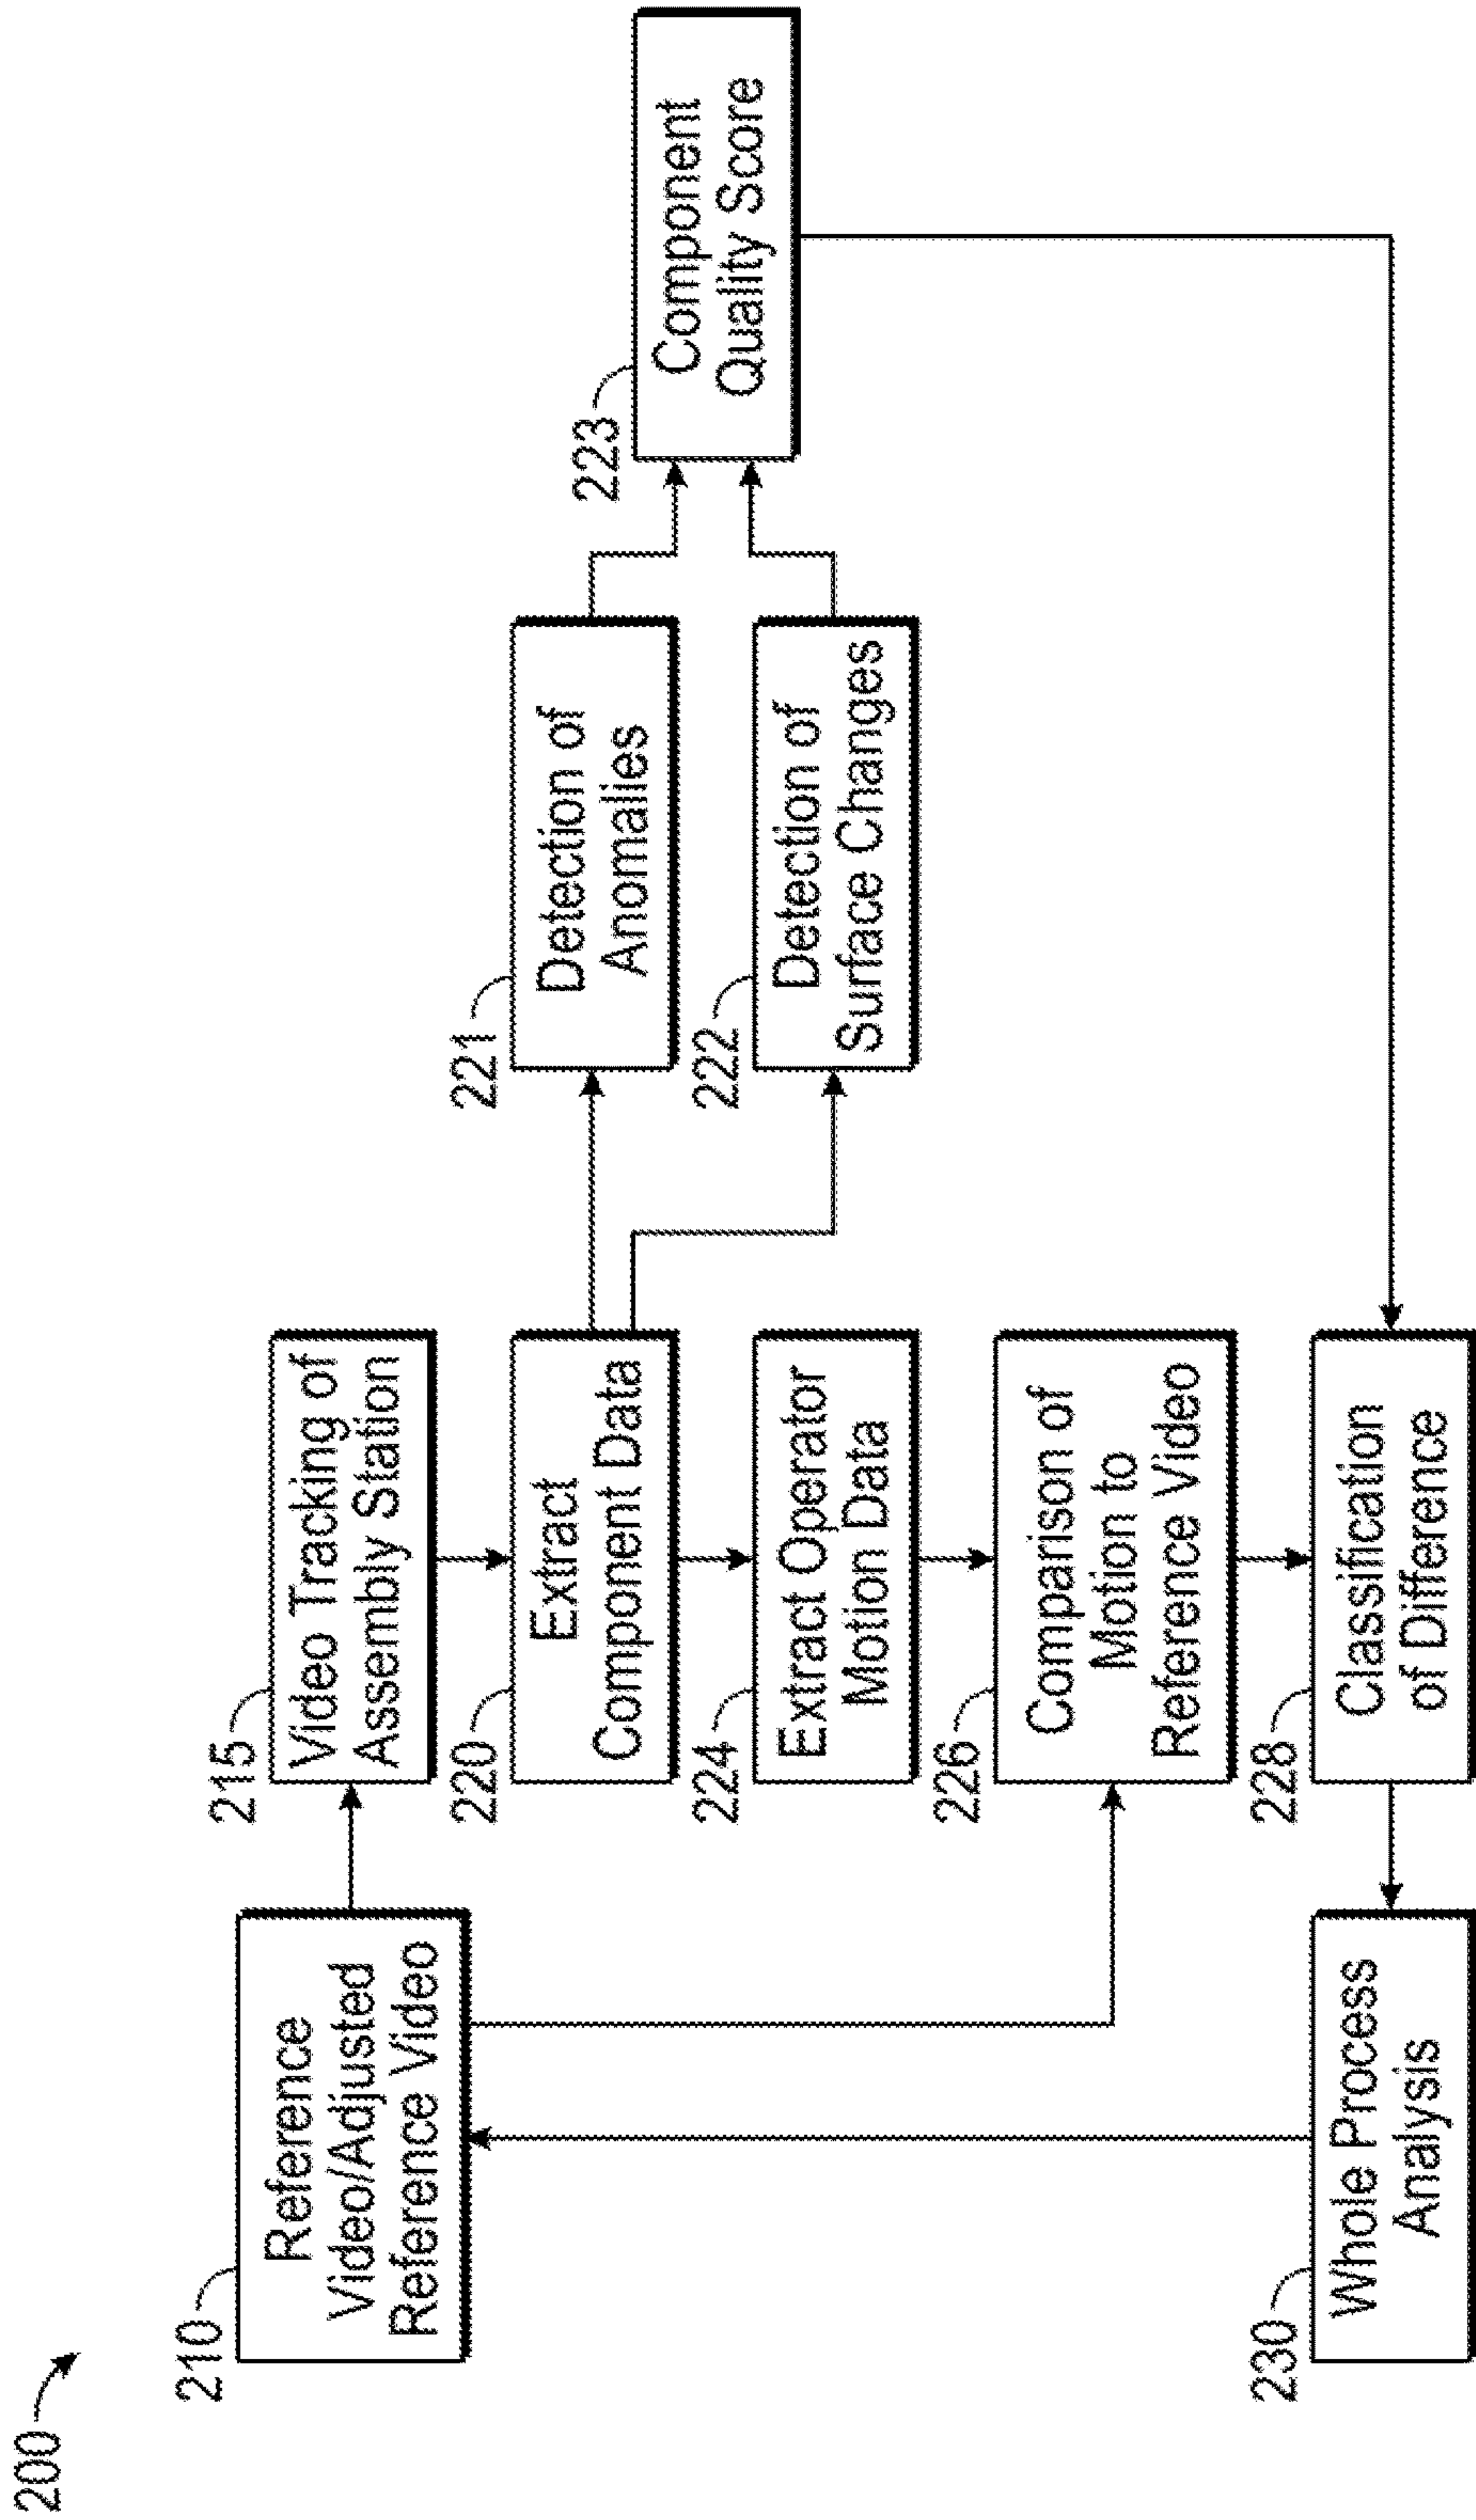 200
210
Reference
Video/Adjusted
Reference Video
215
Video Tracking of
Assembly Station
220
Extract
Component Data
221
Detection of
Anomalies
222
Detection of
Surface Changes
223
Component
Quality Score
224
Extract Operator
Motion Data
226
Comparison of
Motion to
Reference Video
228
Classification
of Difference
230
Whole Process
Analysis